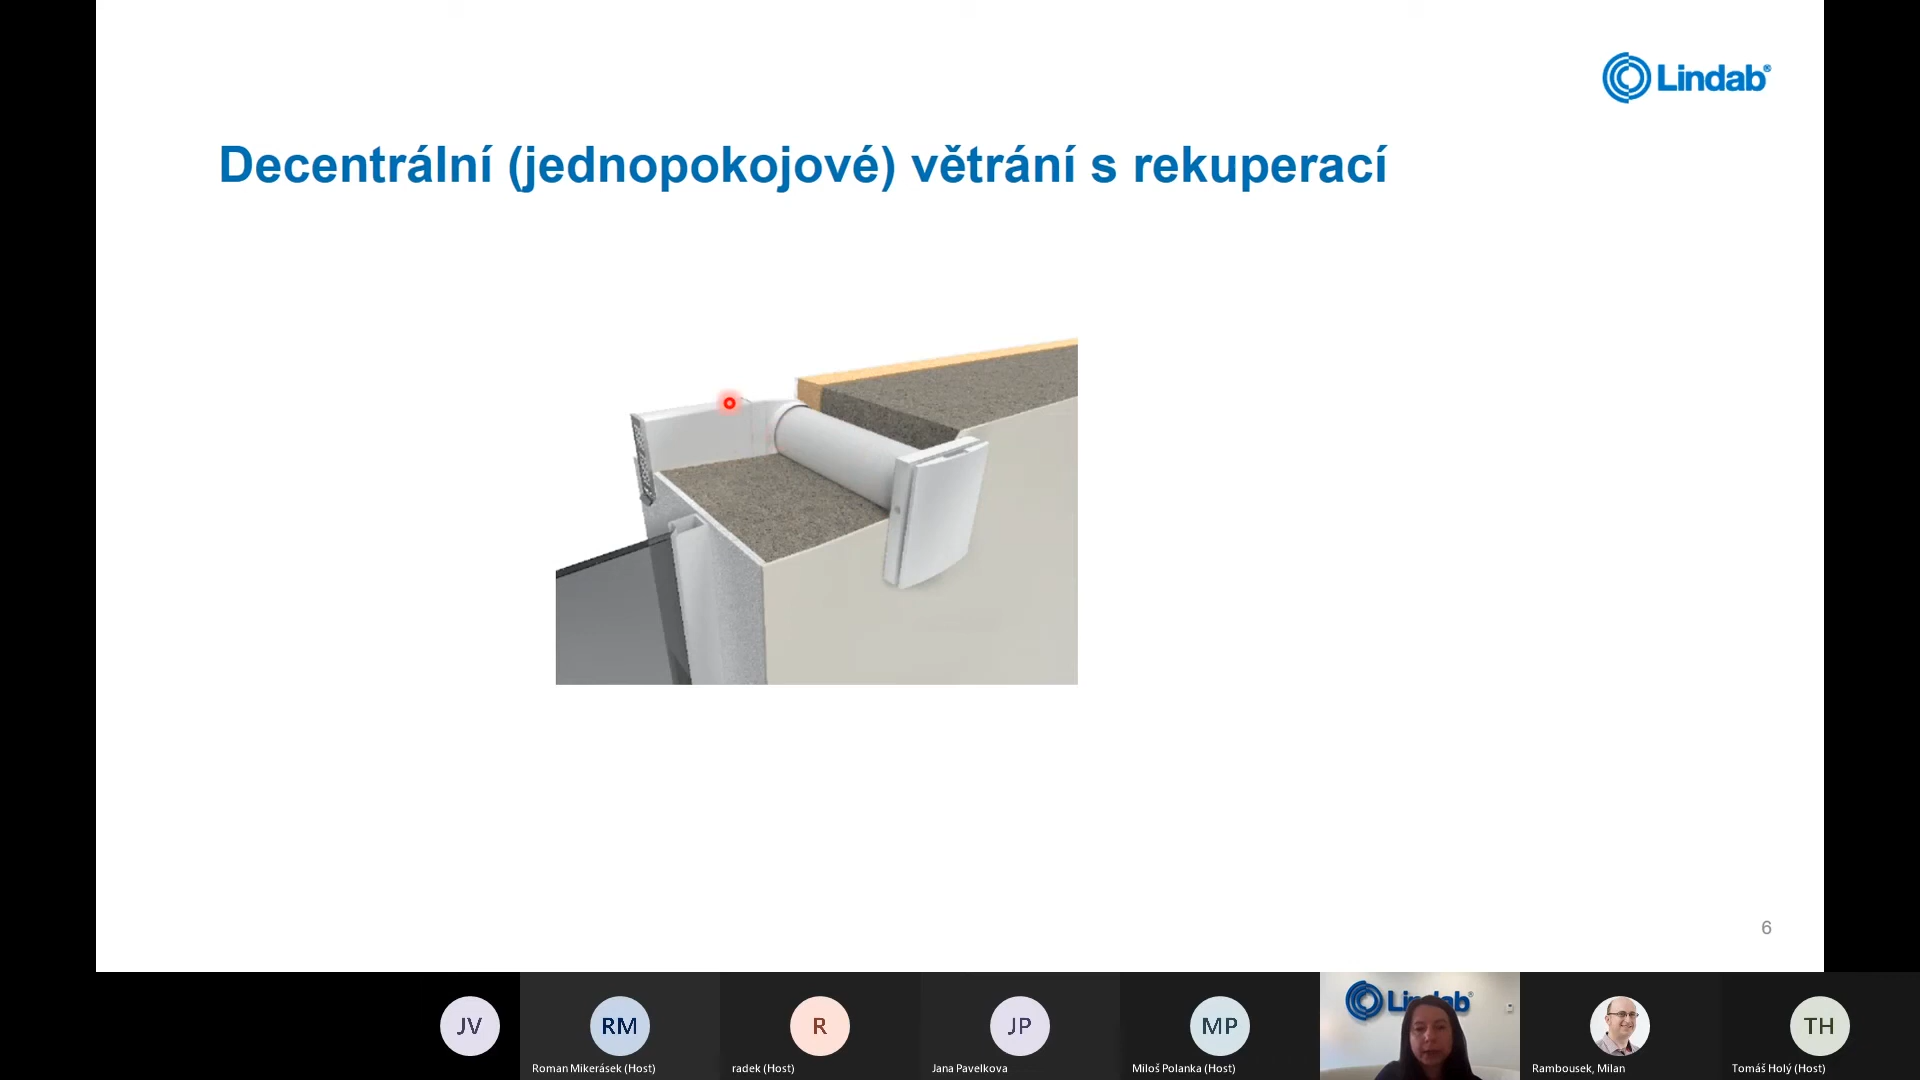 Lindab®
Decentrální (jednopokojové) větrání s rekuperací
6
JV
RM
R
JP
MP
Lindab®
TH
Roman Mikerásek (Host)
radek (Host)
Jana Pavelkova
Miloš Polanka (Host)
Rambousek, Milan
Tomáš Holý (Host)